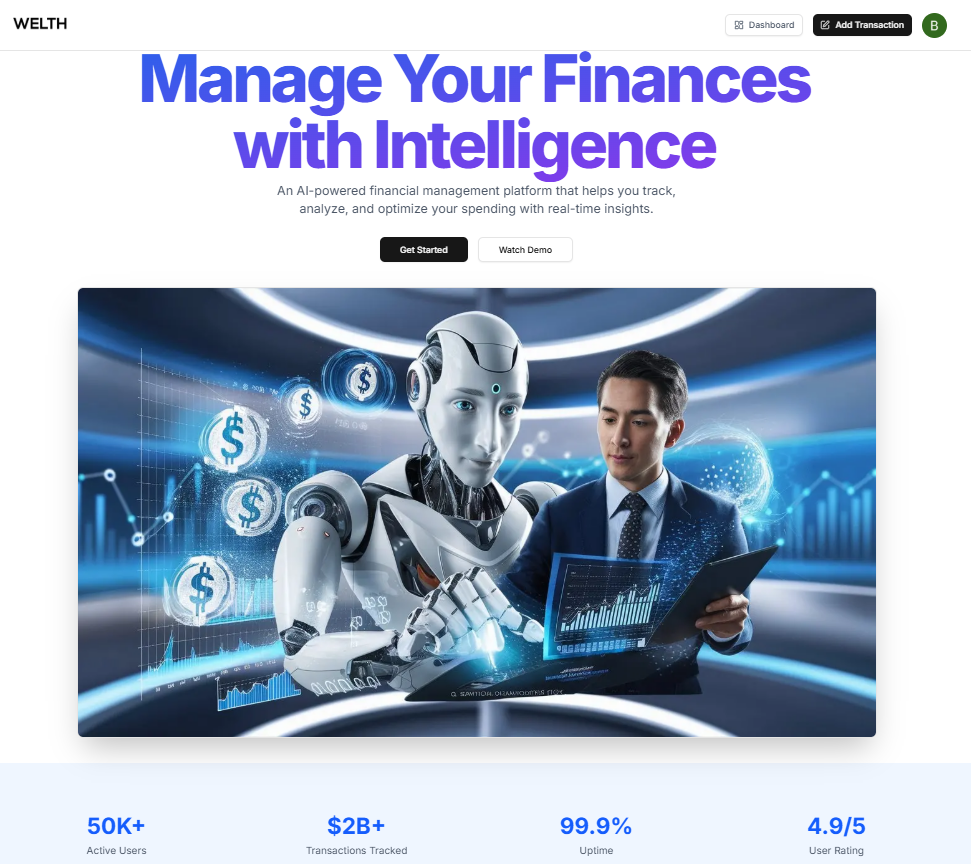 WELTH
Dashboard
Add Transaction
B
Manage Your Finances
with Intelligence
An AI-powered financial management platform that helps you track,
analyze, and optimize your spending with real-time insights.
Get Started
Watch Demo
$
$
$
$
$
50K+
$2B+
99.9%
4.9/5
Active Users
Transactions Tracked
Uptime
User Rating